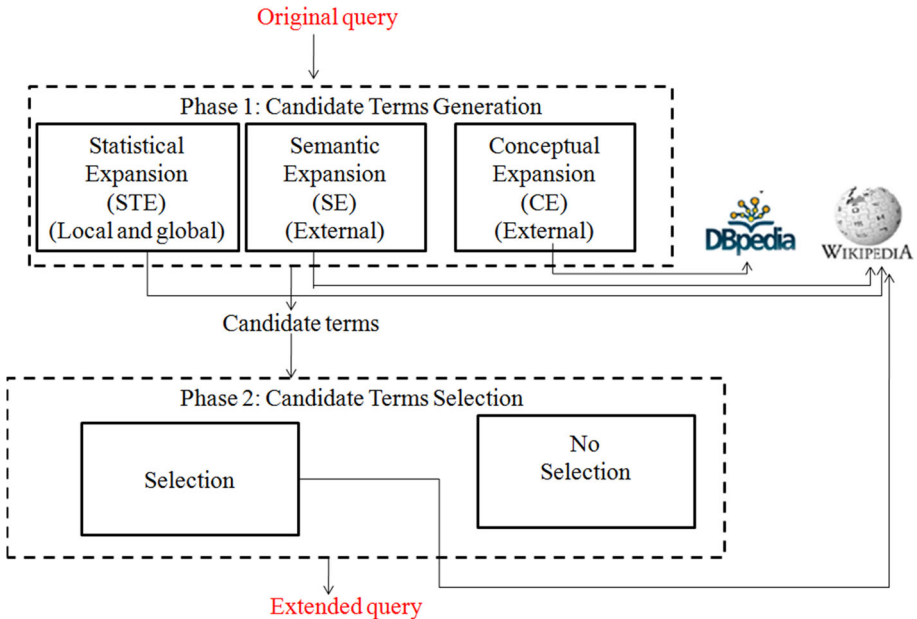 Original query
Phase 1: Candidate Terms Generation
Statistical
Expansion
(STE)
(Local and global)
Semantic
Expansion
(SE)
(External)
Conceptual
Expansion
(CE)
(External)
DBpedia
WIKIPEDIA
Candidate terms
Phase 2: Candidate Terms Selection
Selection
No
Selection
Extended query